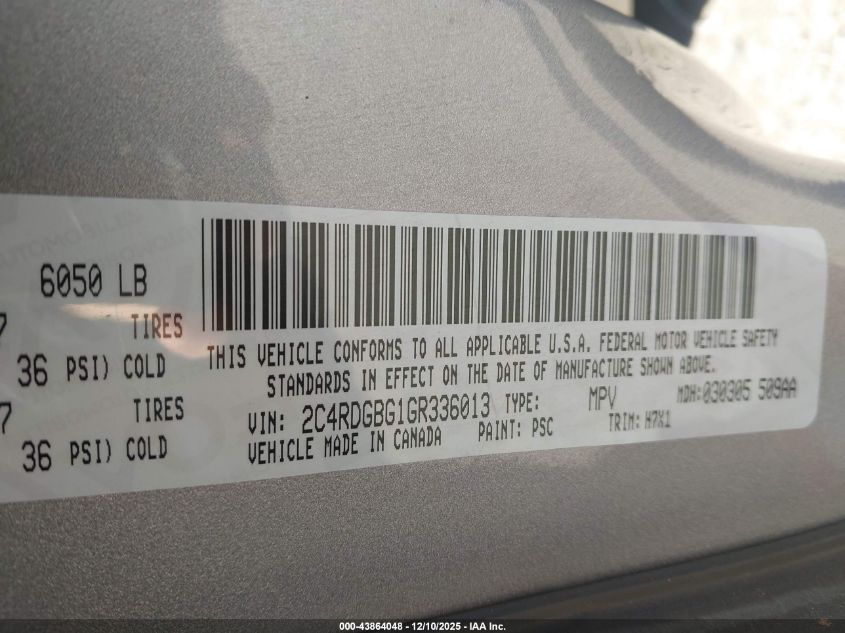 6050 LB
7 TIRES
36 PSI) COLD
7 TIRES
36 PSI) COLD
THIS VEHICLE CONFORMS TO ALL APPLICABLE U.S.A. FEDERAL MOTOR VEHICLE SAFETY
STANDARDS IN EFFECT ON THE DATE OF MANUFACTURE SHOWN ABOVE.
VIN: 2C4RDGBG1GR336013 TYPE: MPV MDH: 030305 509AA
VEHICLE MADE IN CANADA PAINT: PSC TRIM: H7X1
000-43864048 - 12/10/2025 - IAA Inc.